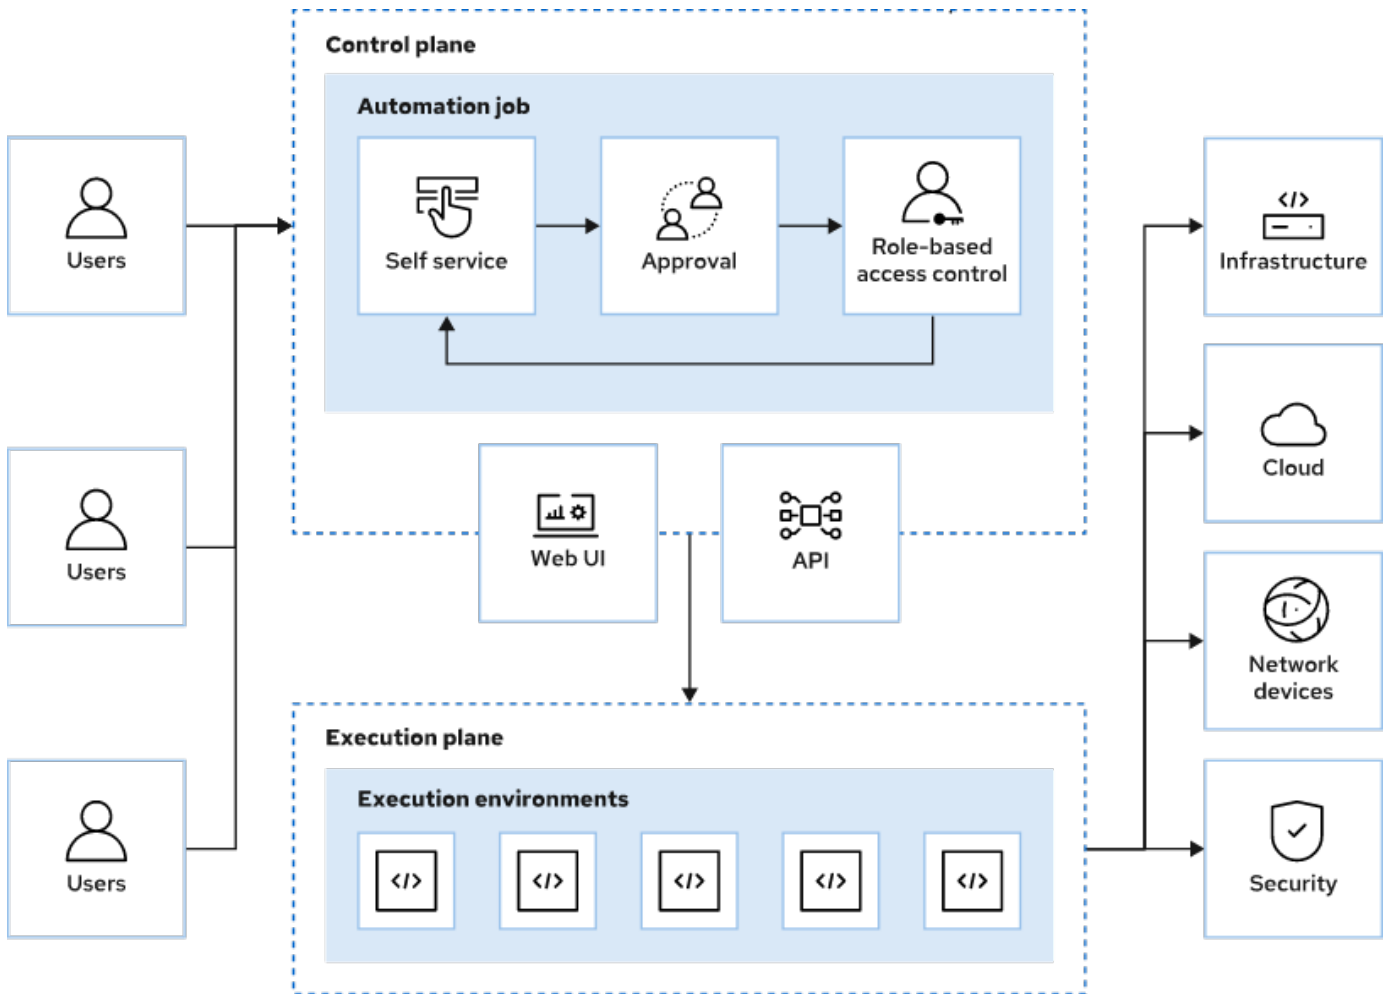 Control plane
Automation job
Users
Self service
Approval
Role-based
access control
Infrastructure
</>
Users
Web UI
API
Cloud
Network
devices
Execution plane
Execution environments
Users
</>
</>
</>
</>
</>
Security